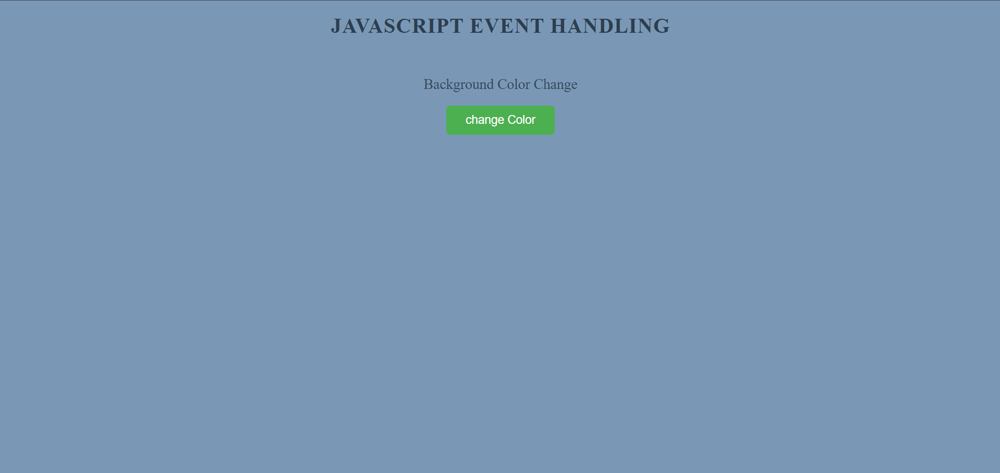 JAVASCRIPT EVENT HANDLING
Background Color Change
change Color